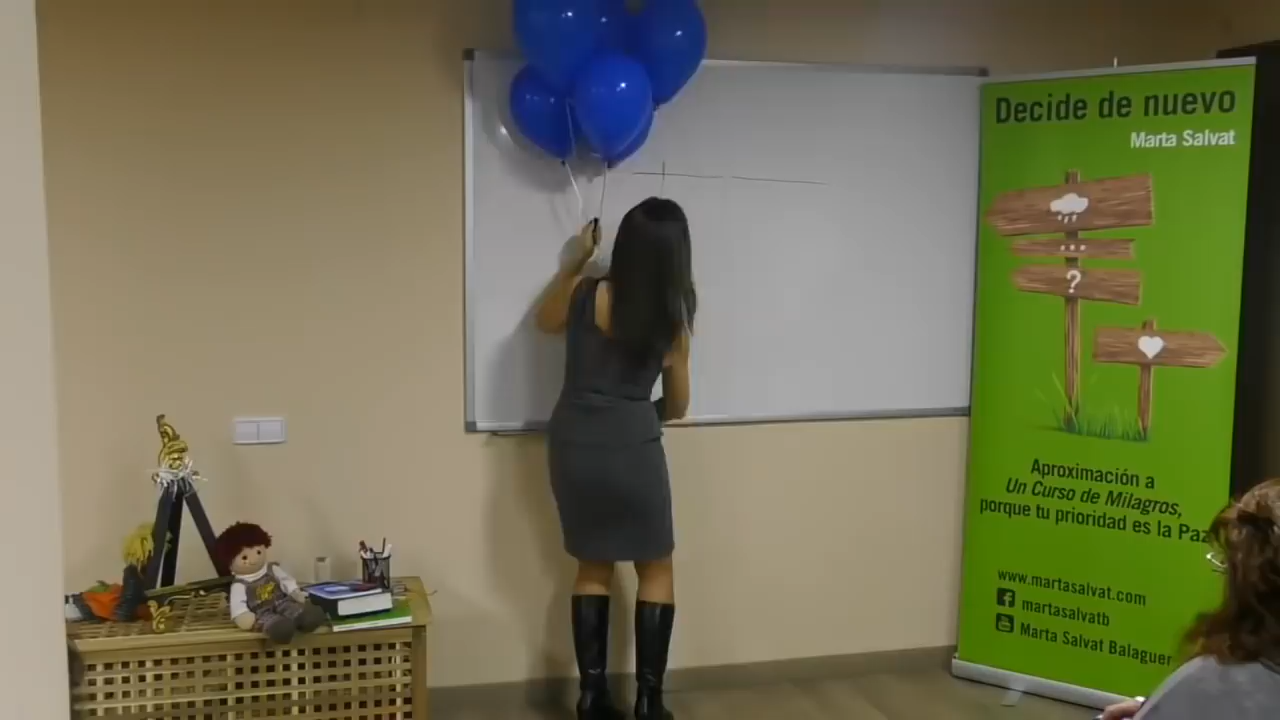 Decide de nuevo
Marta Salvat
?
Aproximación a
Un Curso de Milagros,
porque tu prioridad es la Paz
www.martasalvat.com
martasalvatb
Marta Salvat Balaguer